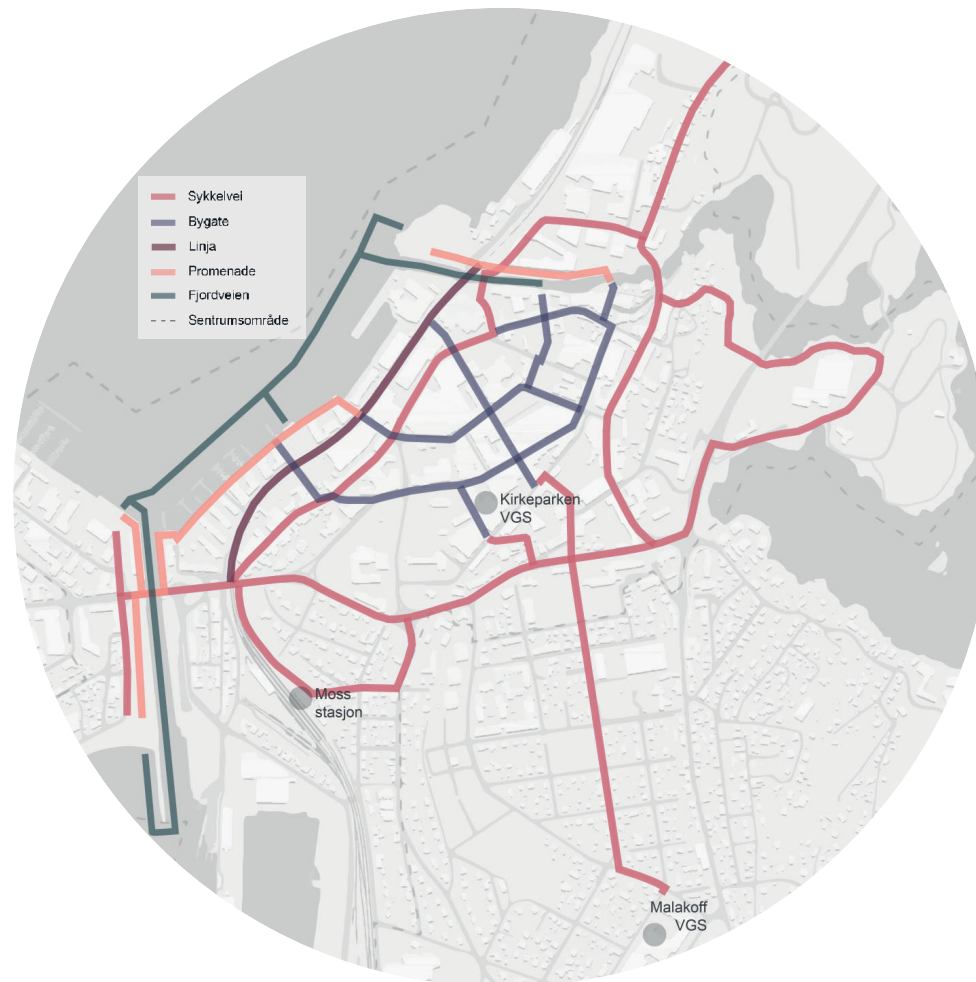 Sykkelvei
Bygate
Linja
Promenade
Fjordveien
Sentrumsområde
Kirkeparken
VGS
Moss
stasjon
Malakoff
VGS